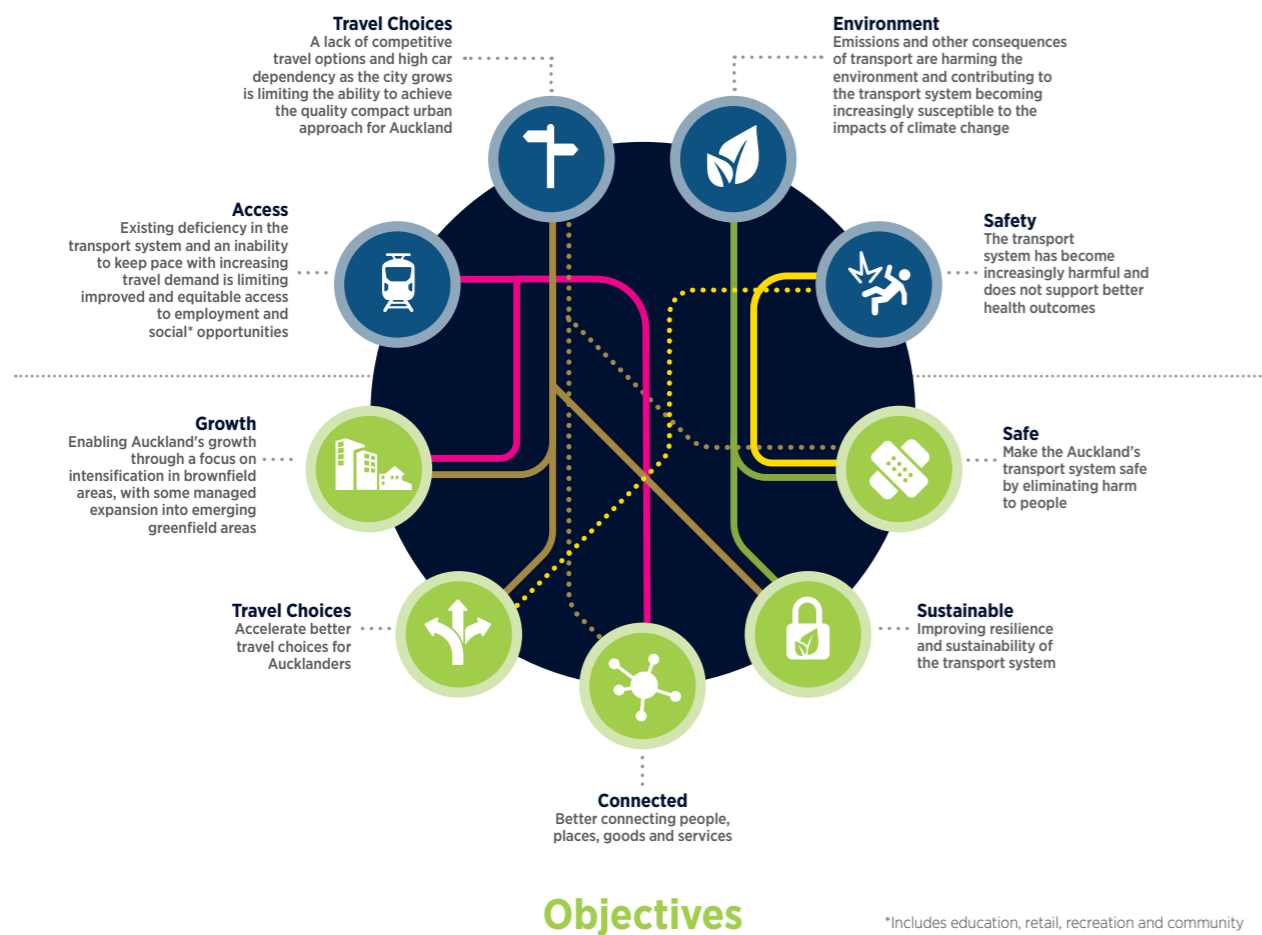 Travel Choices
A lack of competitive
travel options and high car
dependency as the city grows
is limiting the ability to achieve
the quality compact urban
approach for Auckland
Environment
Emissions and other consequences
of transport are harming the
environment and contributing to
the transport system becoming
increasingly susceptible to the
impacts of climate change
Access
Existing deficiency in the
transport system and an inability
to keep pace with increasing
travel demand is limiting
improved and equitable access
to employment and
social* opportunities
Safety
The transport
system has become
increasingly harmful and
does not support better
health outcomes
Growth
Enabling Auckland's growth
through a focus on
intensification in brownfield
areas, with some managed
expansion into emerging
greenfield areas
Safe
Make the Auckland's
transport system safe
by eliminating harm
to people
Travel Choices
Accelerate better
travel choices for
Aucklanders
Sustainable
Improving resilience
and sustainability of
the transport system
Connected
Better connecting people,
places, goods and services
Objectives
*Includes education, retail, recreation and community